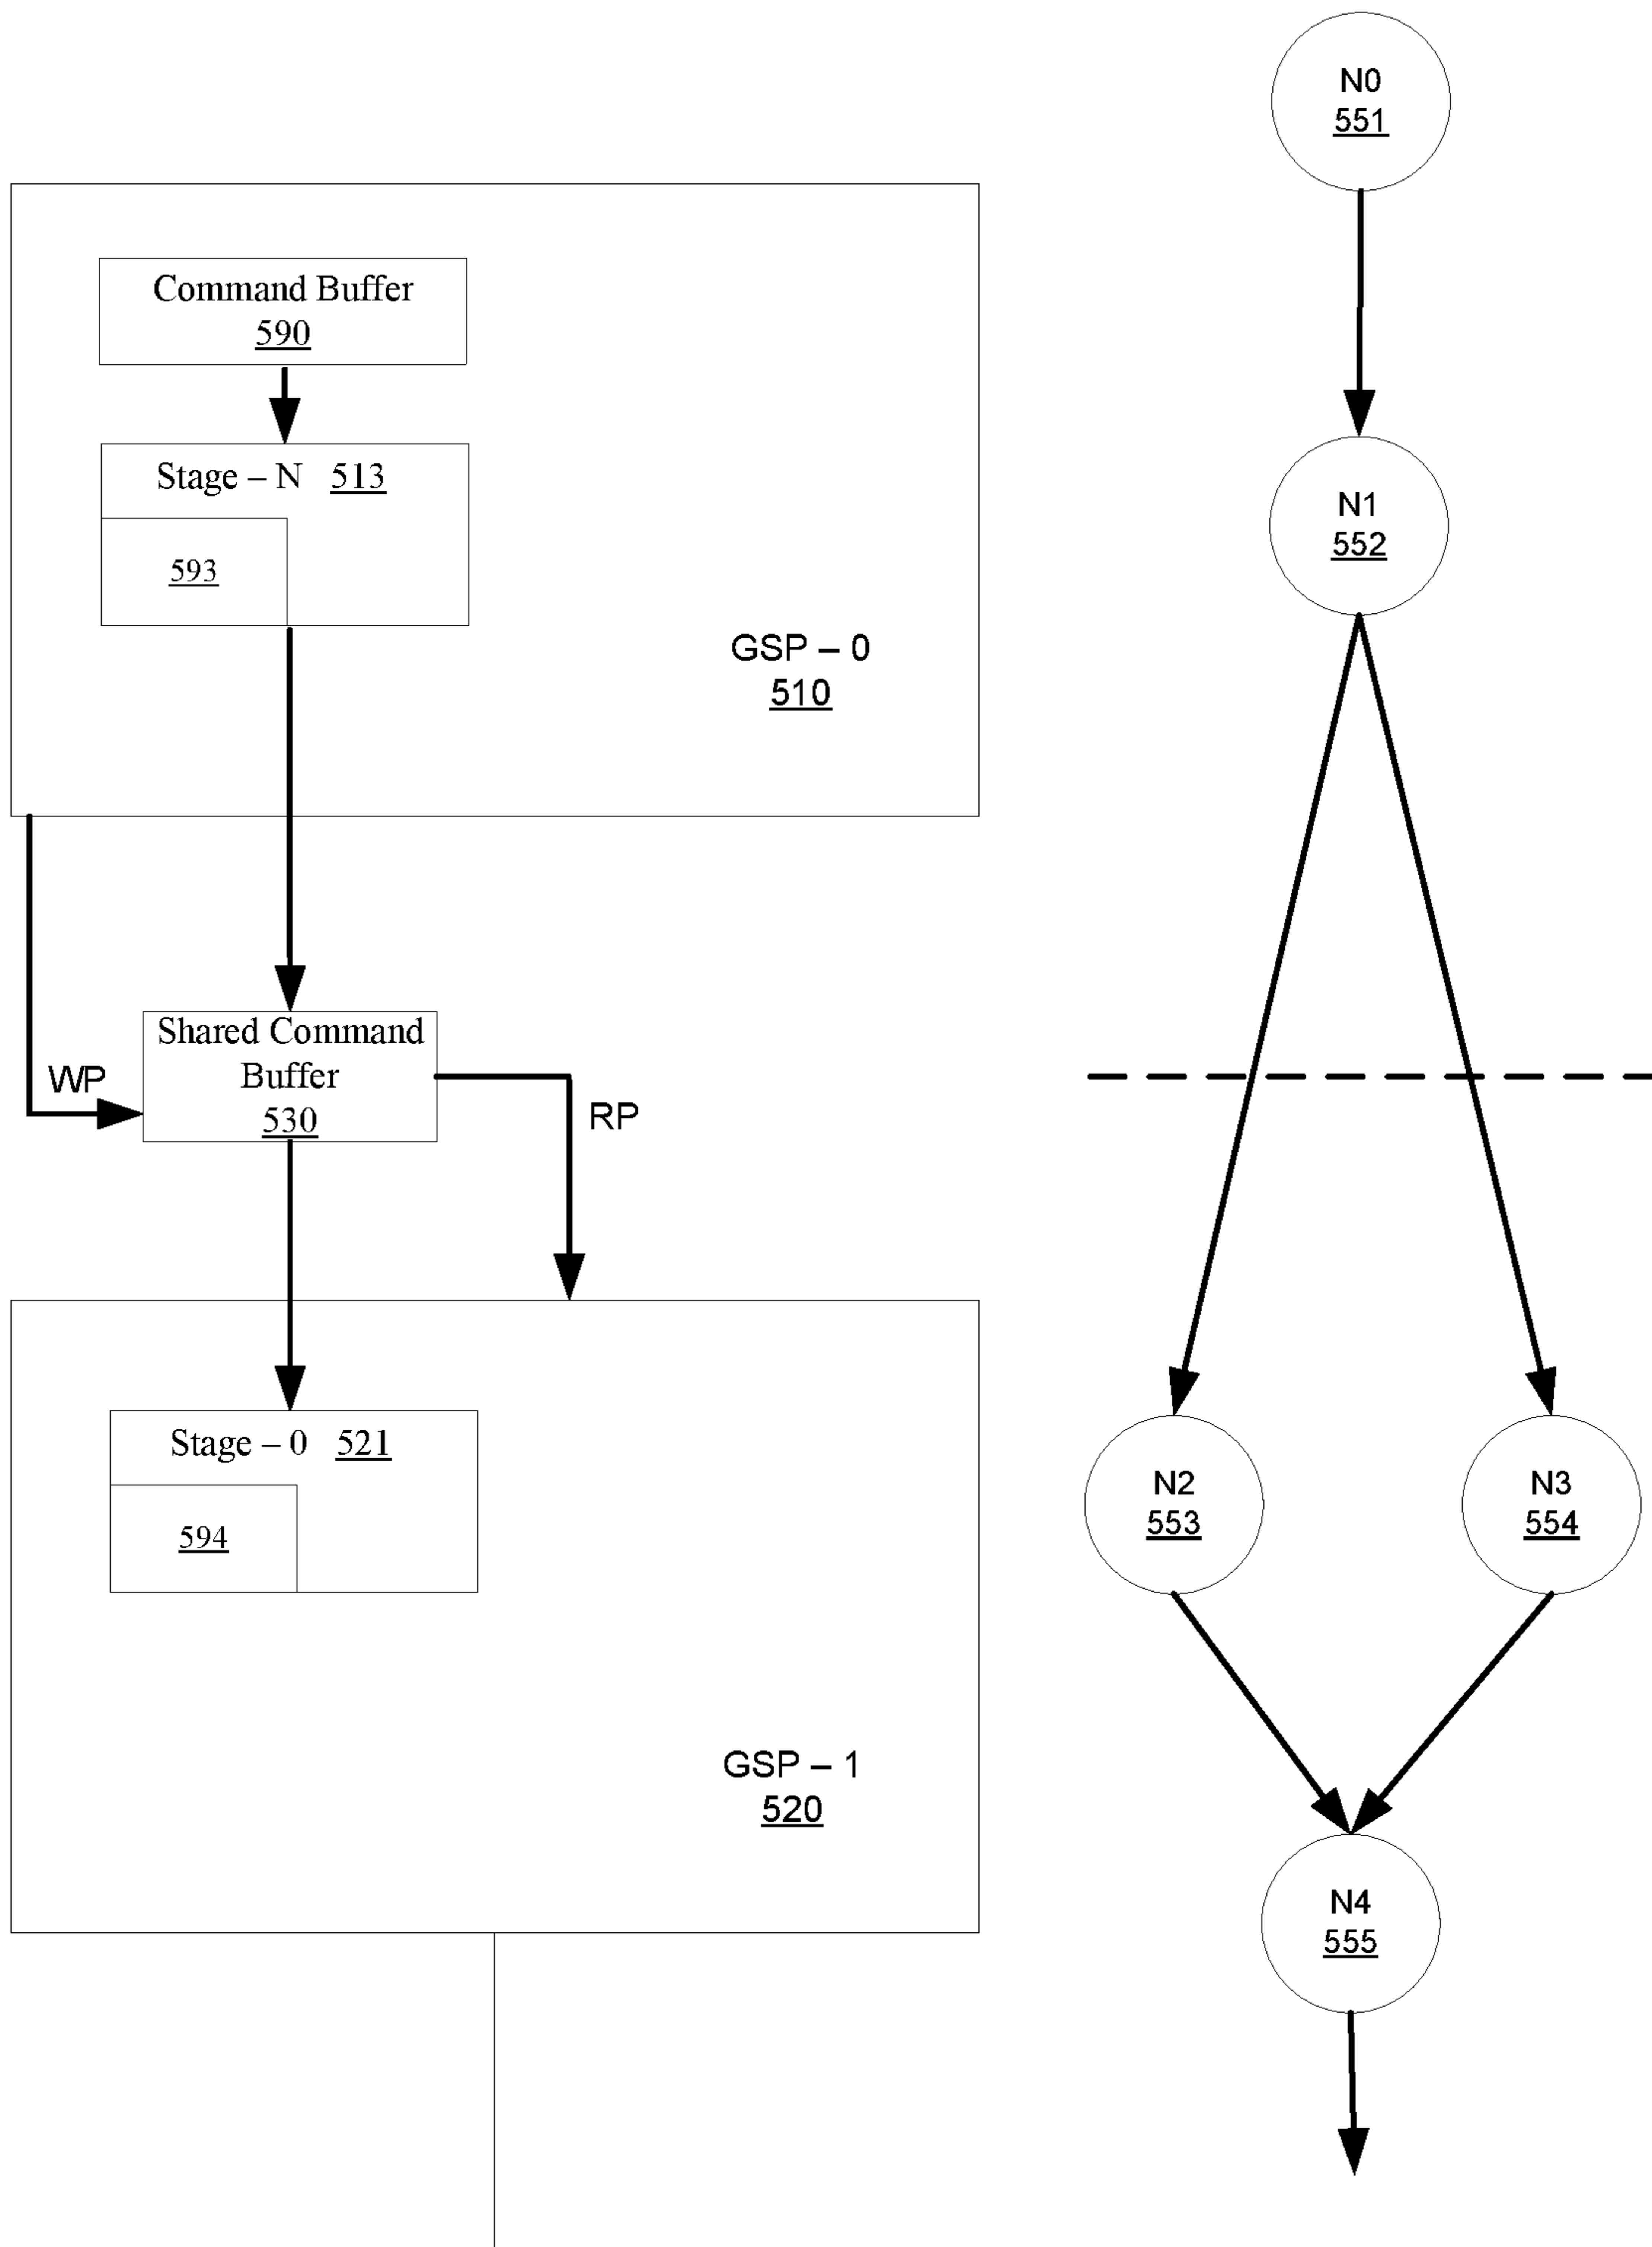 Command Buffer
590
Stage – N 513
593
GSP – 0
510
WP
Shared Command
Buffer
530
RP
Stage – 0 521
594
GSP – 1
520
N0
551
N1
552
N2
553
N3
554
N4
555